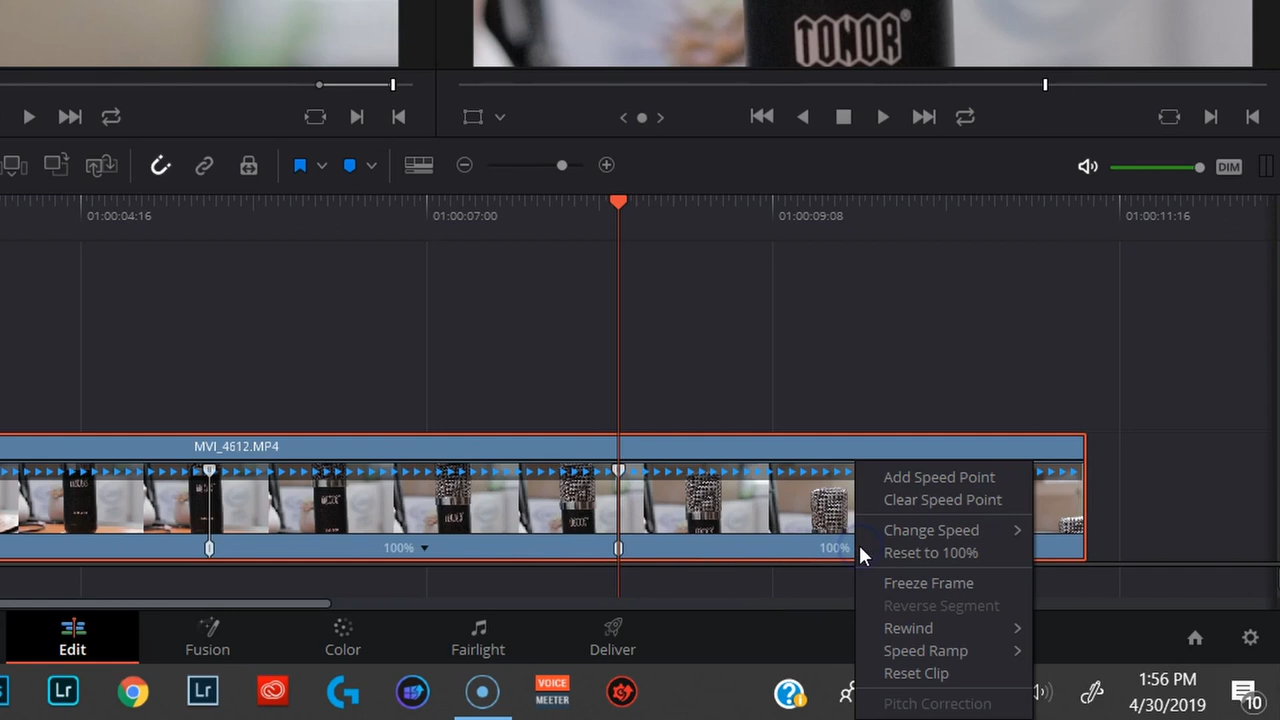 TONOR®
DIM
01:00:04:16
01:00:07:00
01:00:09:08
01:00:11:16
MVI_4612.MP4
100%
100%
Add Speed Point
Clear Speed Point
Change Speed
Reset to 100%
Freeze Frame
Reverse Segment
Rewind
Speed Ramp
Reset Clip
Pitch Correction
Edit
Fusion
Color
Fairlight
Deliver
Lr
Lr
VOICE
MEETER
1:56 PM
4/30/2019
10